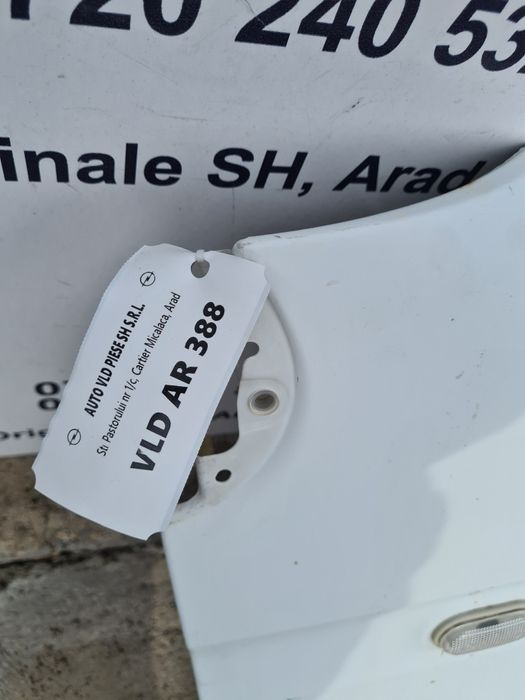 720 240 53
inale SH, Arad
AUTO VLD PIESE SH S.R.L.
Str. Pastorului nr 1/c, Cartier Micalaca, Arad
VLD AR 388